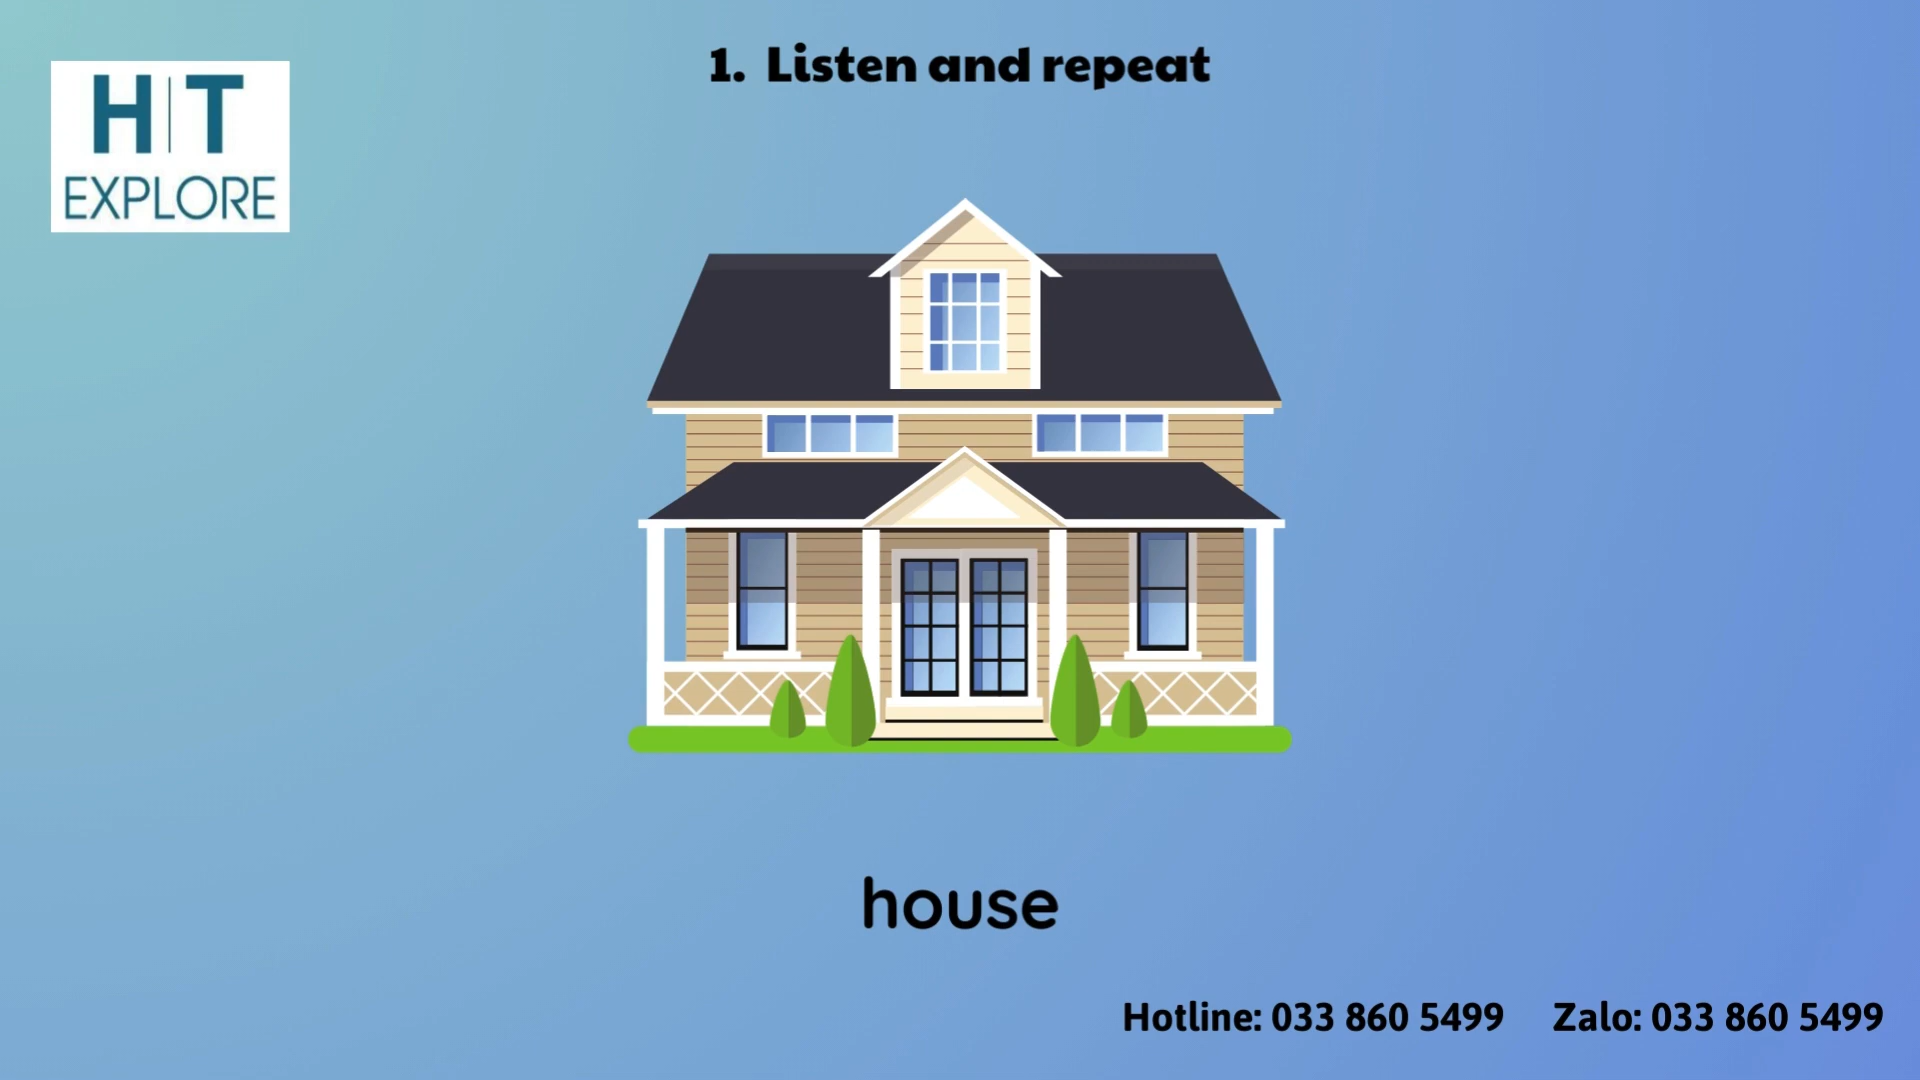 1. Listen and repeat
H|T
EXPLORE
house
Hotline: 033 860 5499 Zalo: 033 860 5499